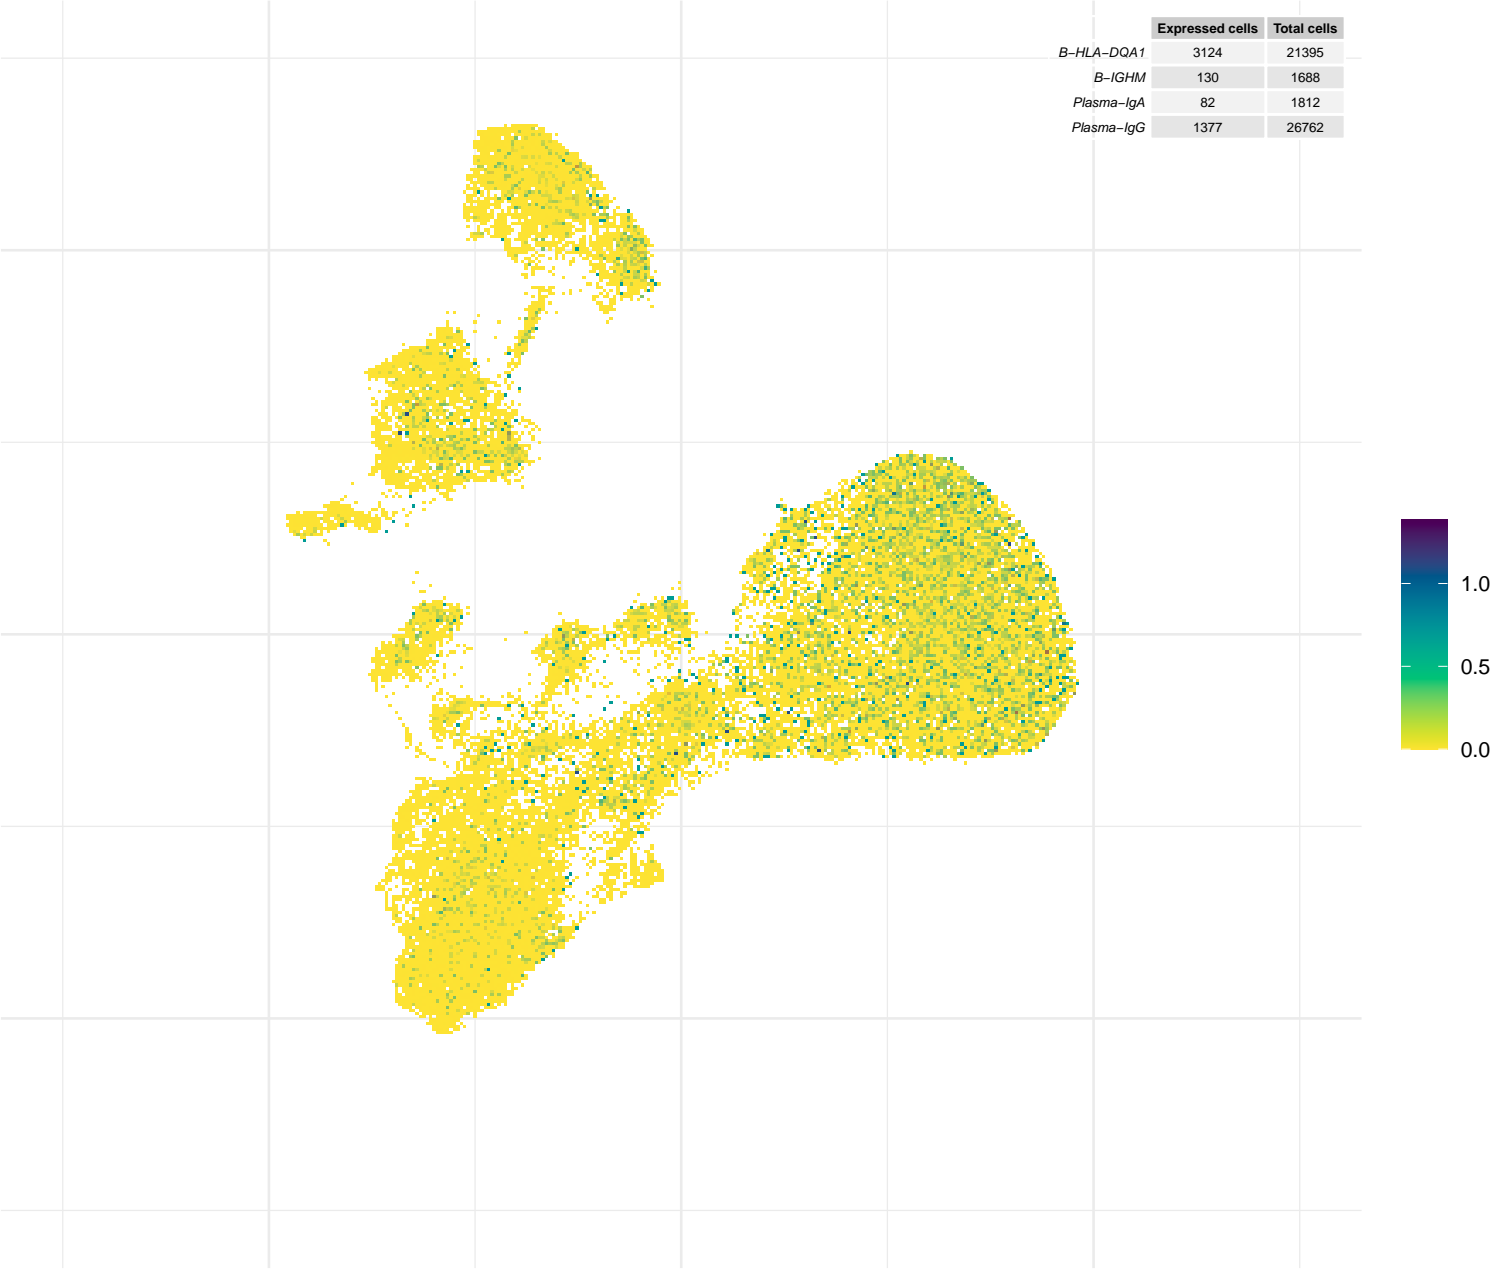 Expressed cells Total cells
B−HLA−DQA1 3124 21395
B−IGHM 130 1688
Plasma−IgA 82 1812
Plasma−IgG 1377 26762
1.0
0.5
0.0